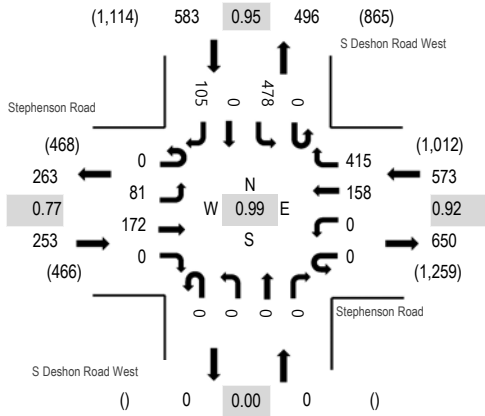 (1,114) 583 0.95 496 (865)
S Deshon Road West
105 0 478 0
Stephenson Road
(468) (1,012)
0 415
263 573
N
81 158
0.77 W 0.99 E 0.92
172 0
253 S 650
0 0
(466) (1,259)
0 0 0 0
Stephenson Road
S Deshon Road West
() 0 0.00 0 ()